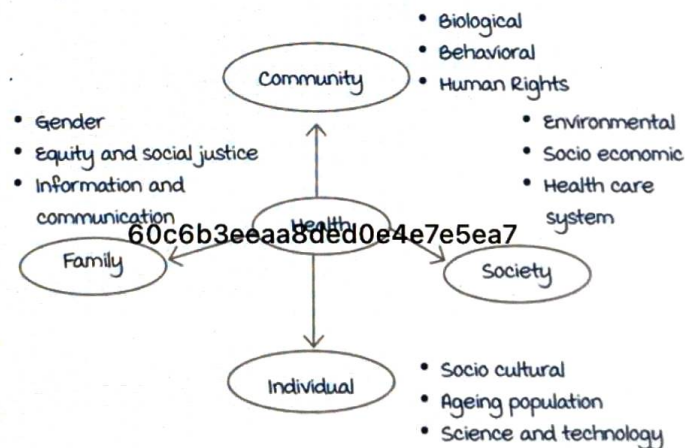 • Biological
• Behavioral
• Human Rights
Community
• Gender
• Equity and social justice
• Information and
communication
• Environmental
• Socio economic
• Health care
system
Health
60c6b3eeaa8ded0e4e7e5ea7
Family
Society
Individual
• Socio cultural
• Ageing population
• Science and technology